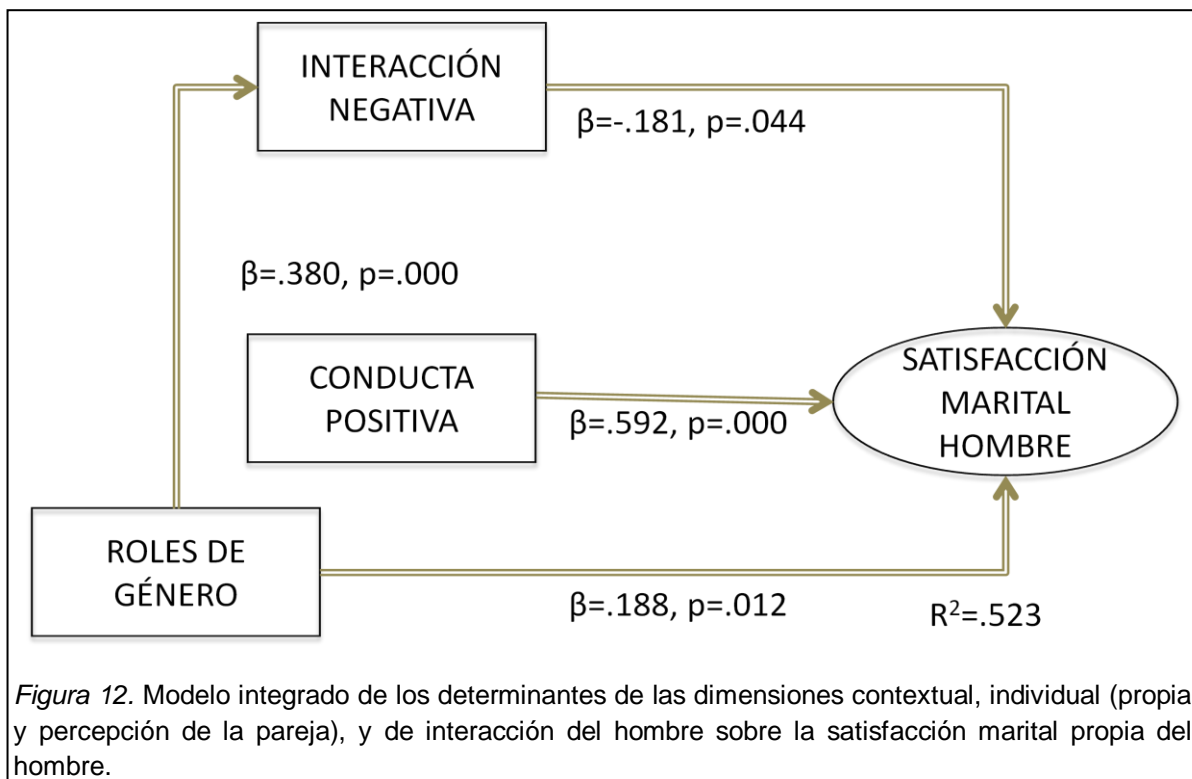 INTERACCIÓN
NEGATIVA
β=-.181, p=.044
β=.380, p=.000
CONDUCTA
POSITIVA
β=.592, p=.000
SATISFACCIÓN
MARITAL
HOMBRE
ROLES DE
GÉNERO
β=.188, p=.012
R²=.523
Figura 12. Modelo integrado de los determinantes de las dimensiones contextual, individual (propia
y percepción de la pareja), y de interacción del hombre sobre la satisfacción marital propia del
hombre.